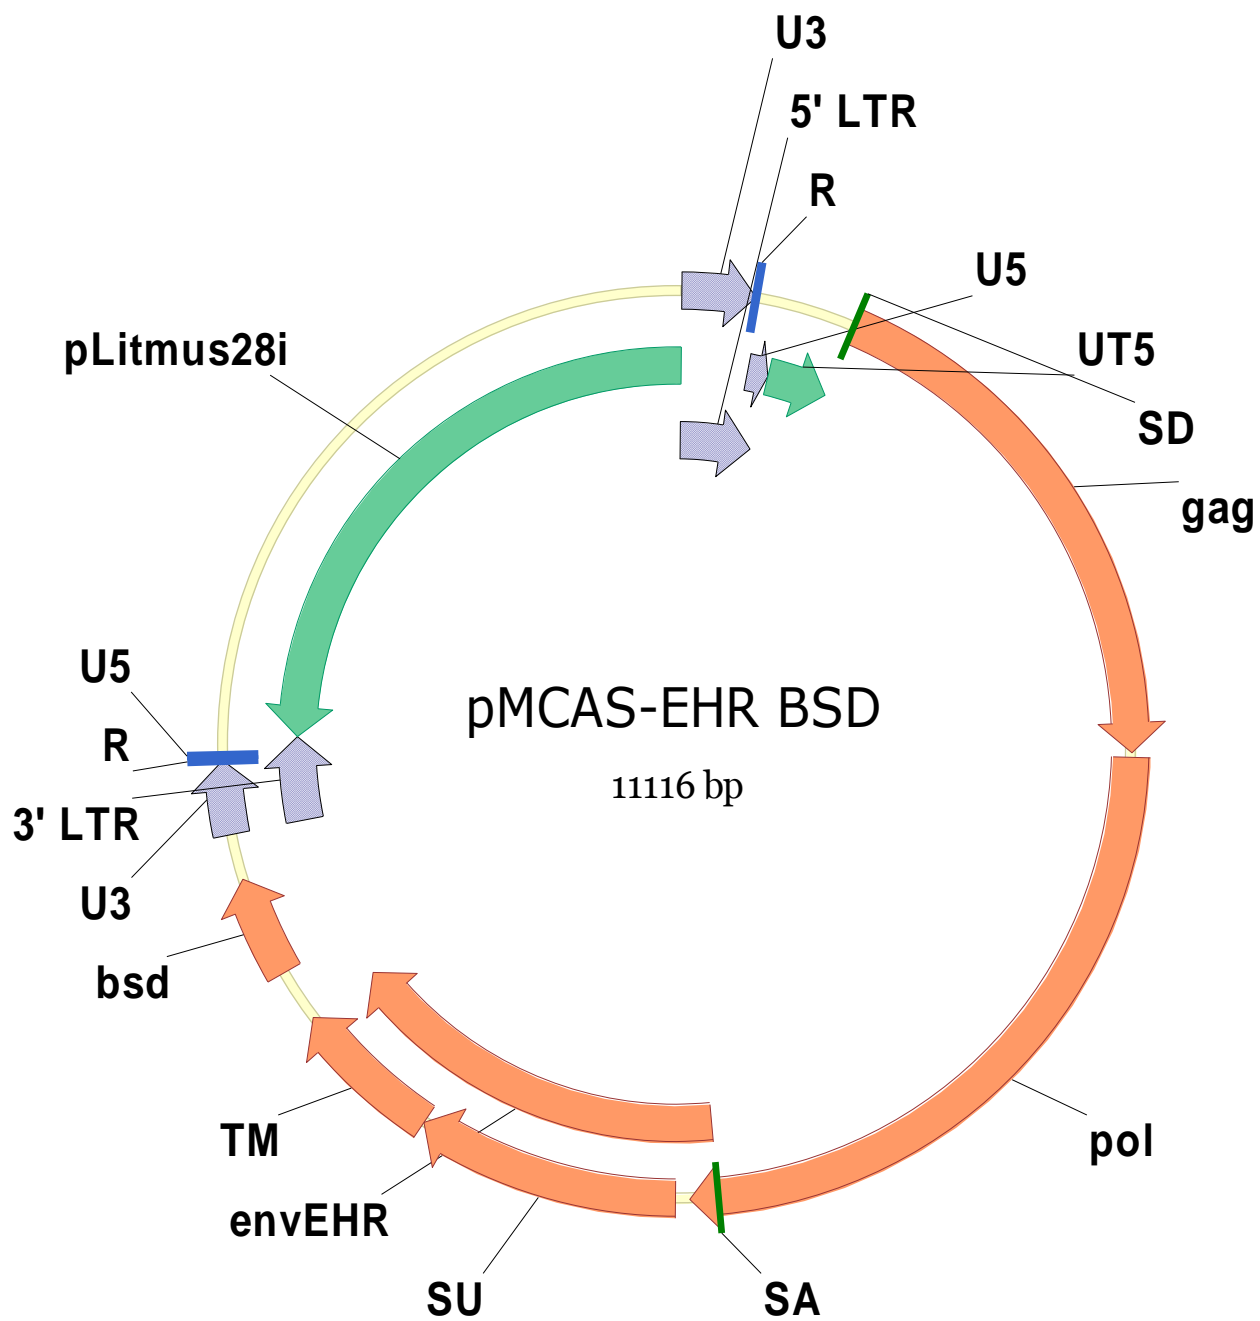 U3
5' LTR
R
U5
pLitmus28i
UT5
SD
gag
U5
pMCAS-EHR BSD
R
11116 bp
3' LTR
U3
bsd
TM
pol
envEHR
SU
SA